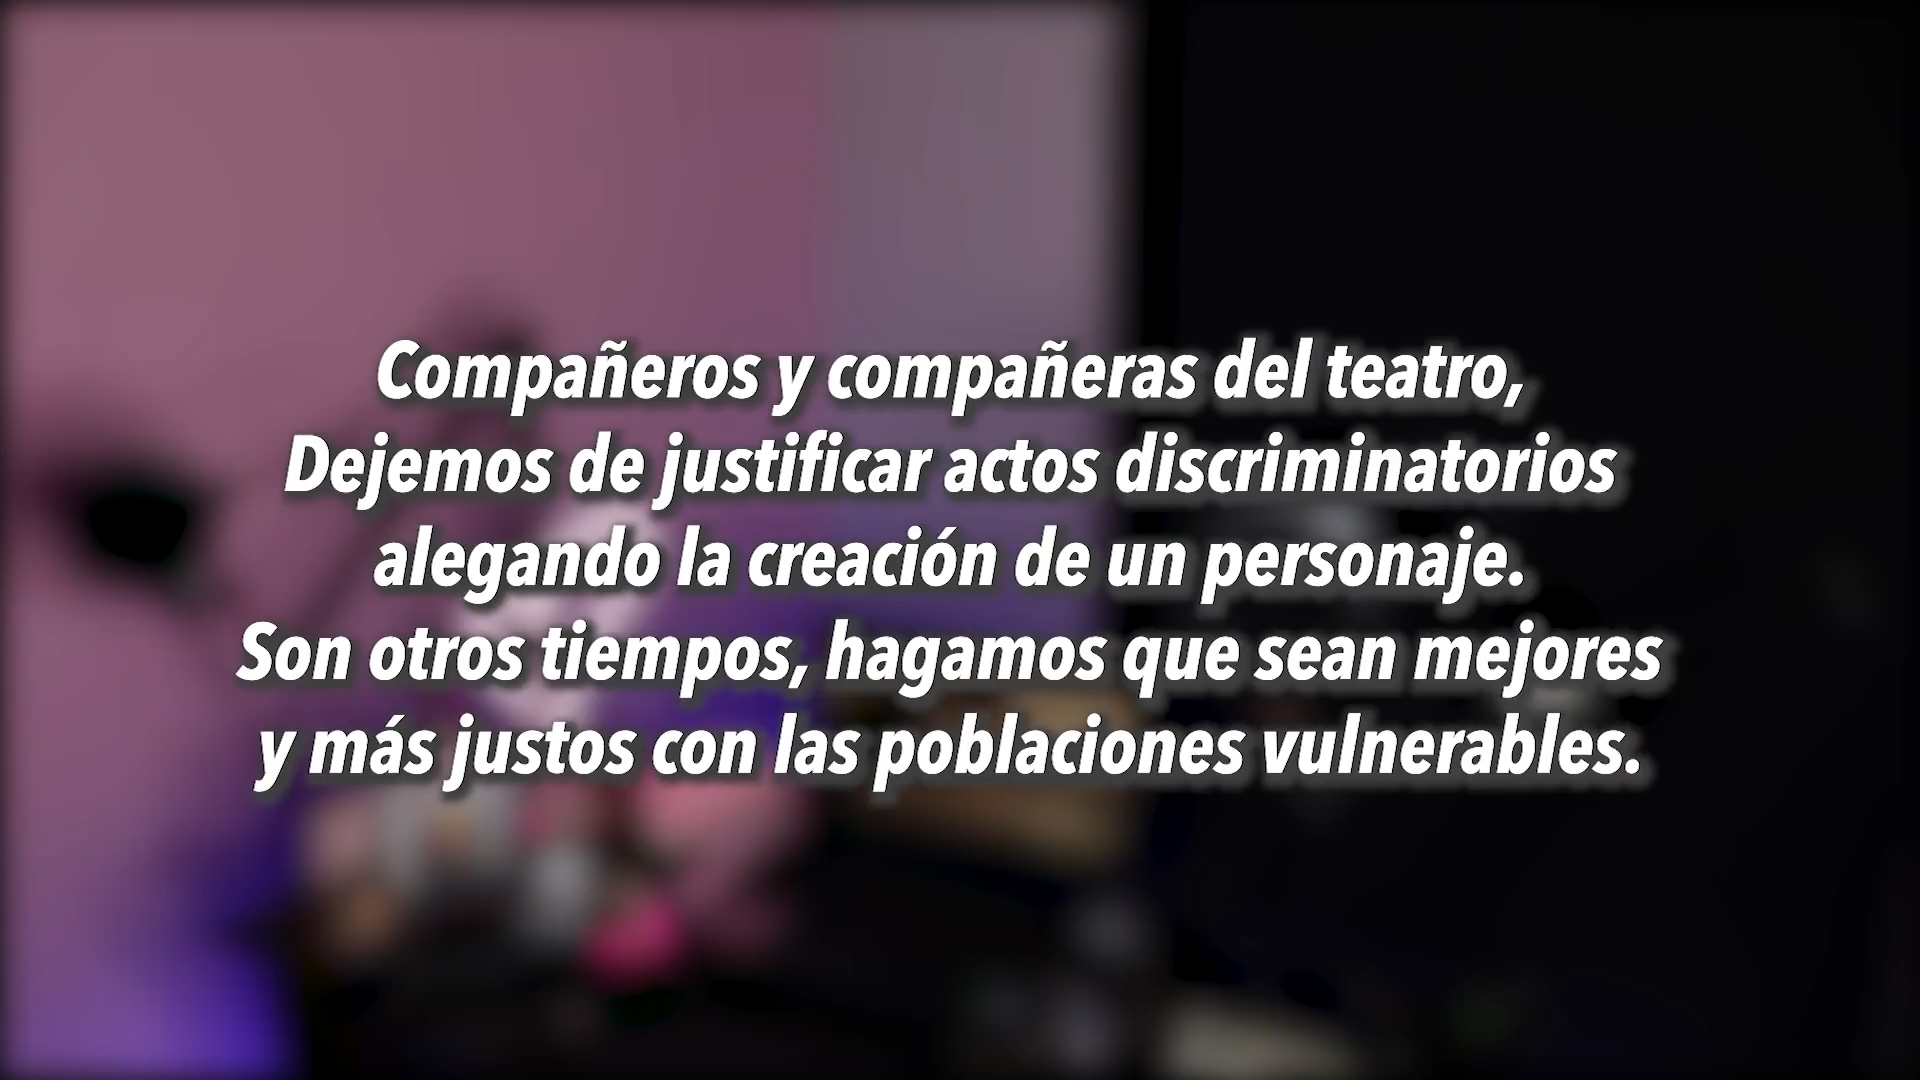 Compañeros y compañeras del teatro,
Dejemos de justificar actos discriminatorios
alegando la creación de un personaje.
Son otros tiempos, hagamos que sean mejores
y más justos con las poblaciones vulnerables.